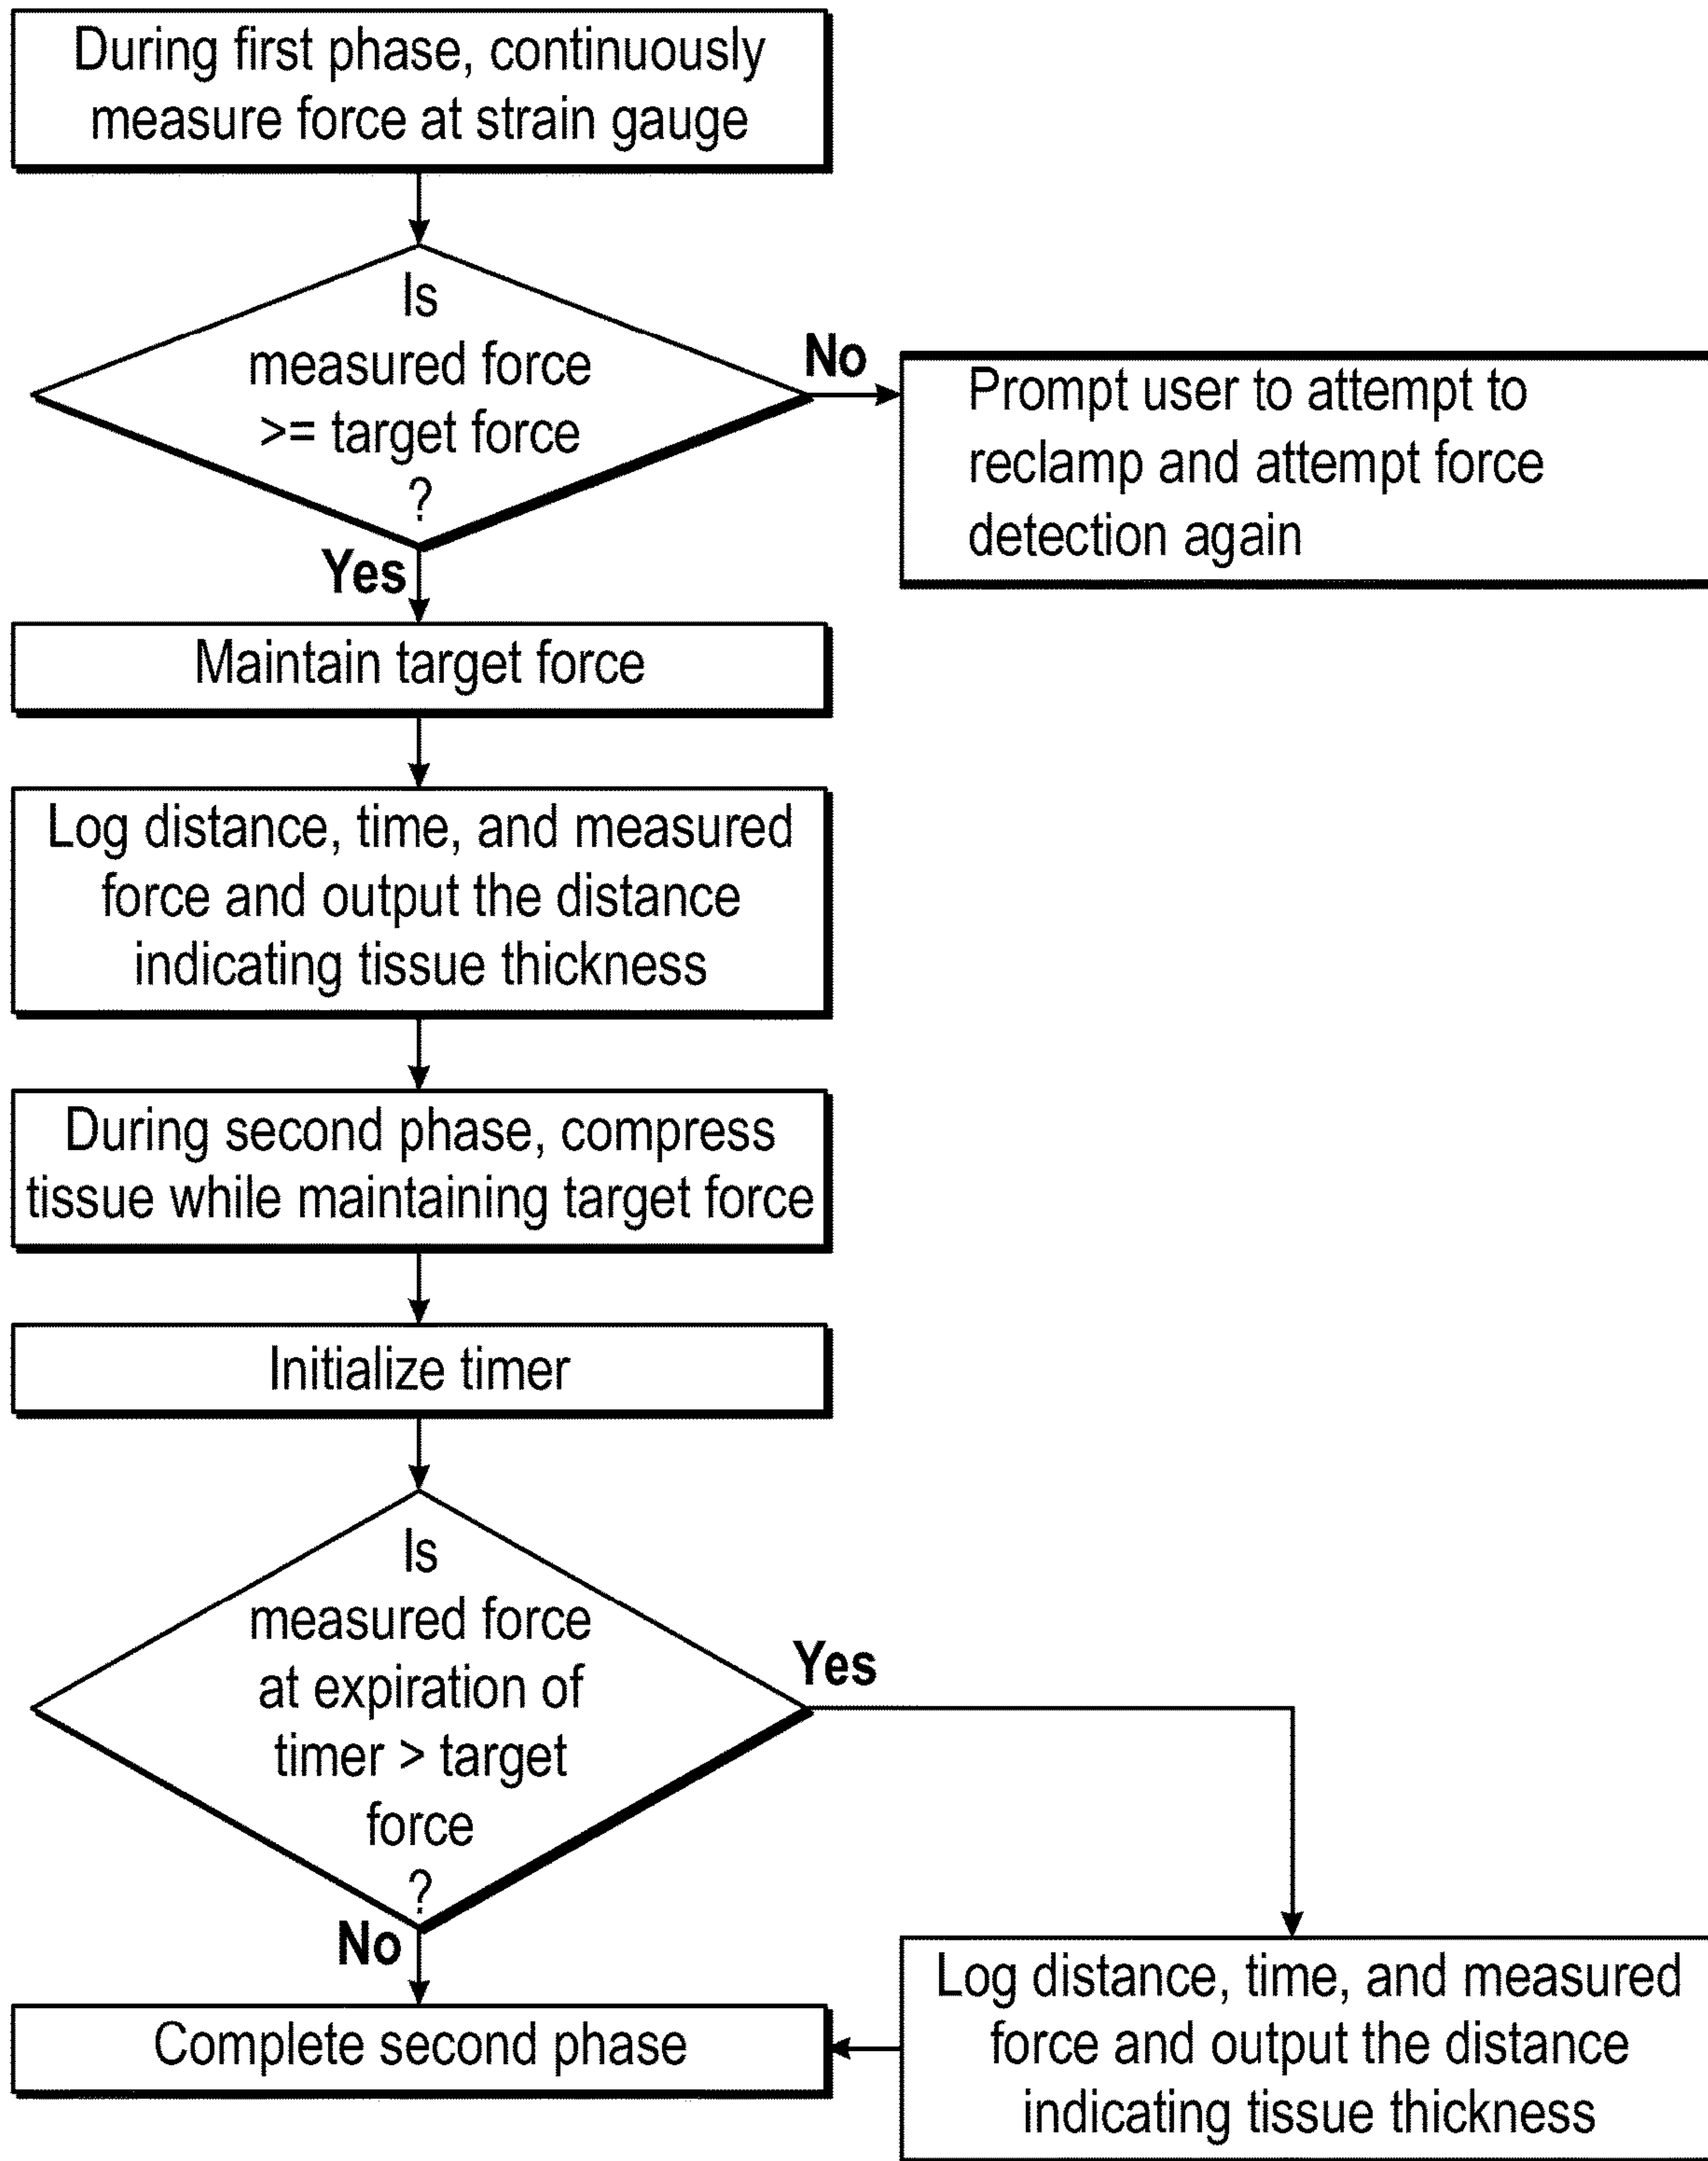 During first phase, continuously
measure force at strain gauge
Is
measured force
>= target force
?
No
Prompt user to attempt to
reclamp and attempt force
detection again
Yes
Maintain target force
Log distance, time, and measured
force and output the distance
indicating tissue thickness
During second phase, compress
tissue while maintaining target force
Initialize timer
Is
measured force
at expiration of
timer > target
force
?
Yes
No
Log distance, time, and measured
force and output the distance
indicating tissue thickness
Complete second phase